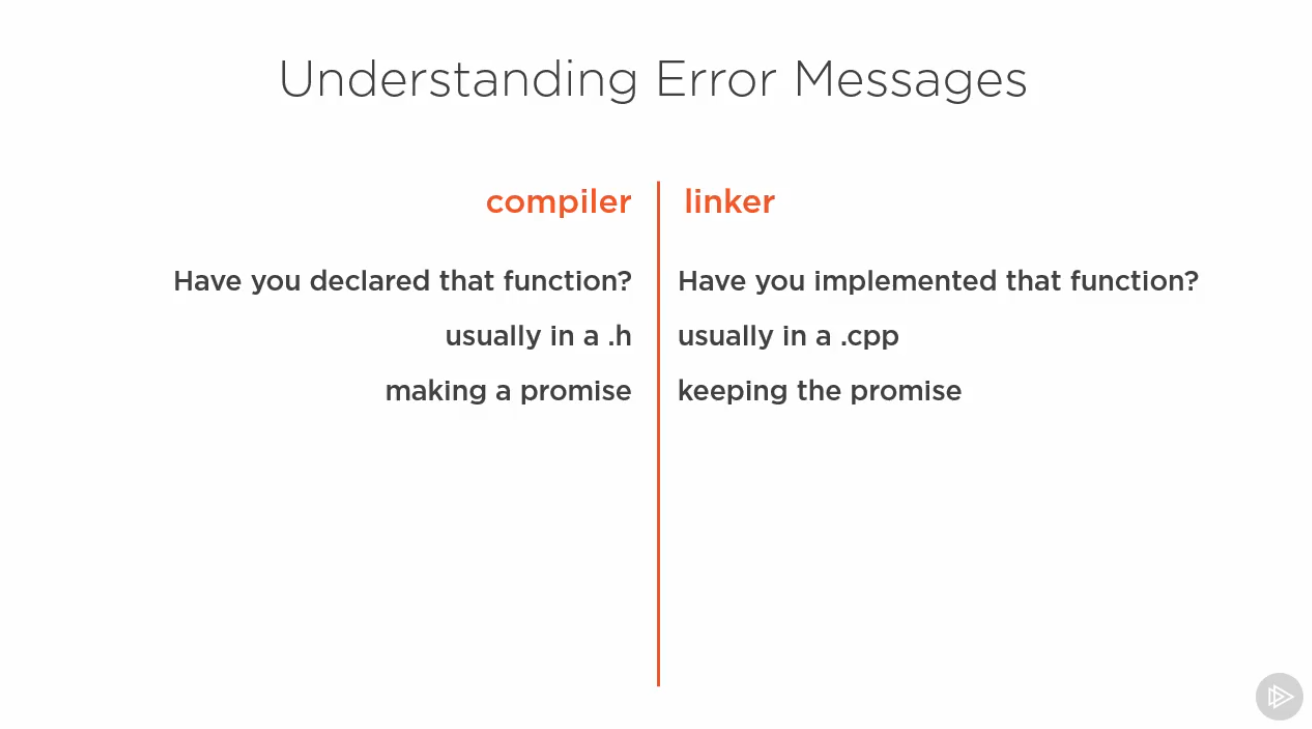 Understanding Error Messages
compiler
linker
Have you declared that function?
Have you implemented that function?
usually in a .h
usually in a .cpp
making a promise
keeping the promise